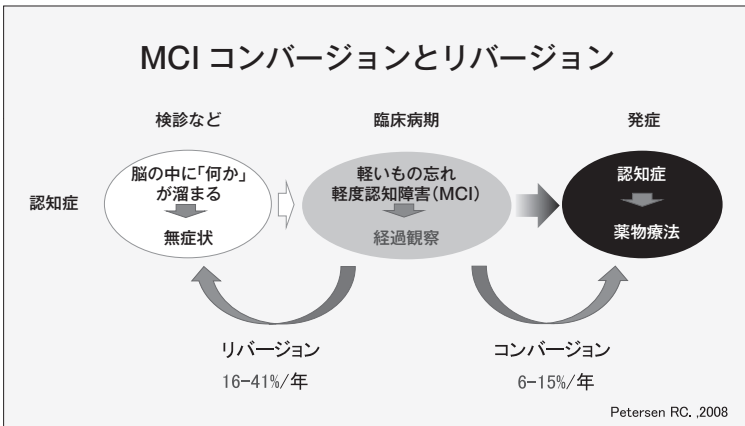 MCI コンバージョンとリバージョン
検診など
臨床病期
発症
認知症
脳の中に「何か」
が溜まる
無症状
軽いもの忘れ
軽度認知障害(MCI)
経過観察
認知症
薬物療法
リバージョン
16-41%/年
コンバージョン
6-15%/年
Petersen RC. ,2008